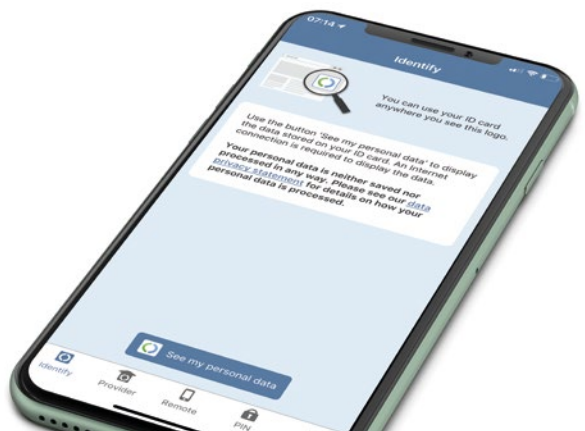 07:14
Identify
You can use your ID card
anywhere you see this logo.
Use the button 'See my personal data' to display
the data stored on your ID card. An internet
connection is required to display the data.
Your personal data is neither saved nor
processed in any way. Please see our data
privacy statement for details on how your
personal data is processed.
See my personal data
Identify
Provider
Remote
PIN